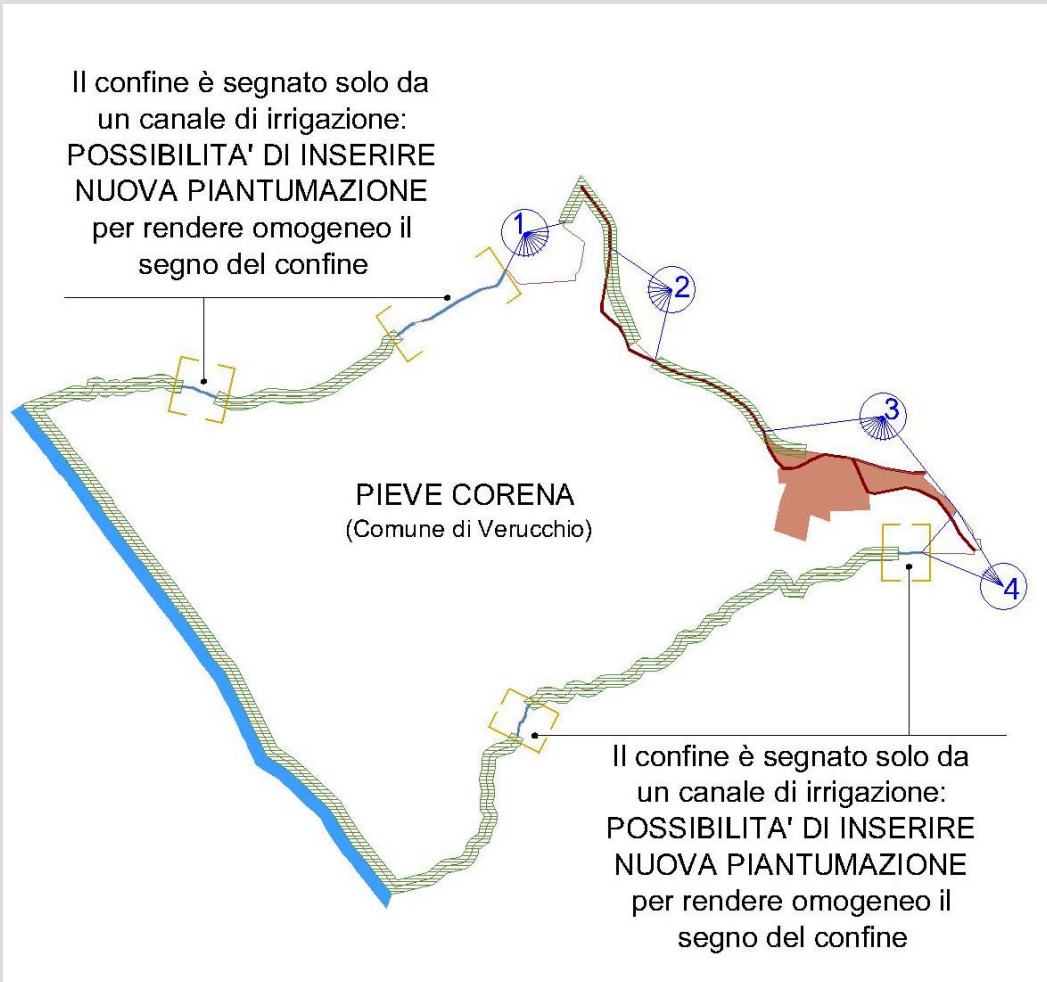 Il confine è segnato solo da
un canale di irrigazione:
POSSIBILITA' DI INSERIRE
NUOVA PIANTUMAZIONE
per rendere omogeneo il
segno del confine
1
2
3
PIEVE CORENA
(Comune di Verucchio)
4
Il confine è segnato solo da
un canale di irrigazione:
POSSIBILITA' DI INSERIRE
NUOVA PIANTUMAZIONE
per rendere omogeneo il
segno del confine